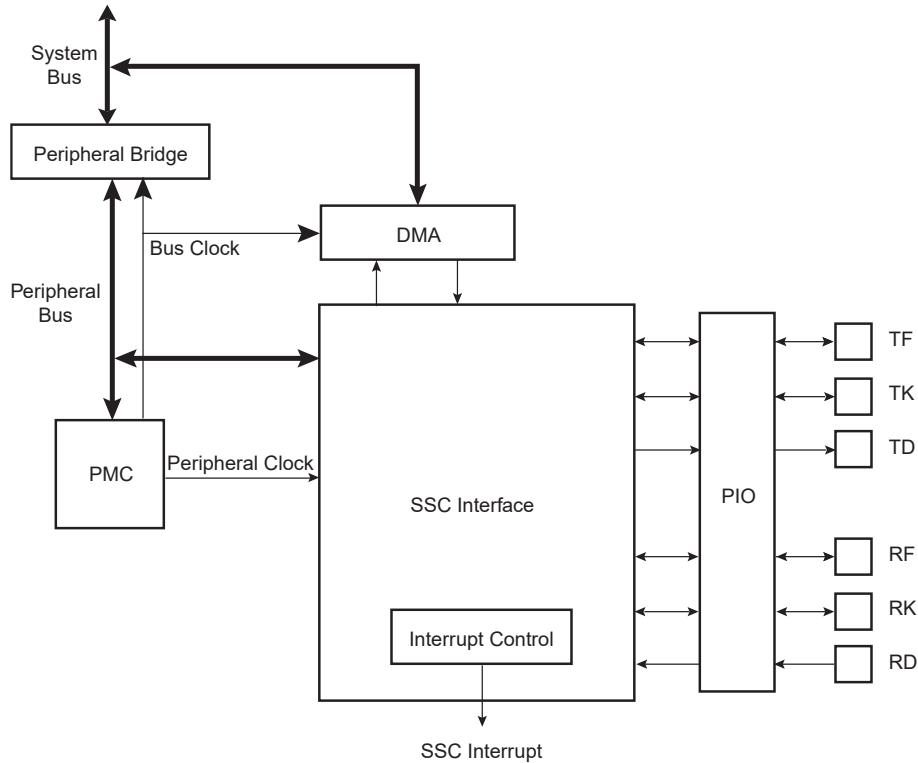 System
Bus
Peripheral Bridge
Bus Clock
DMA
Peripheral
Bus
TF
TK
TD
Peripheral Clock
PMC
SSC Interface
PIO
RF
RK
Interrupt Control
RD
SSC Interrupt